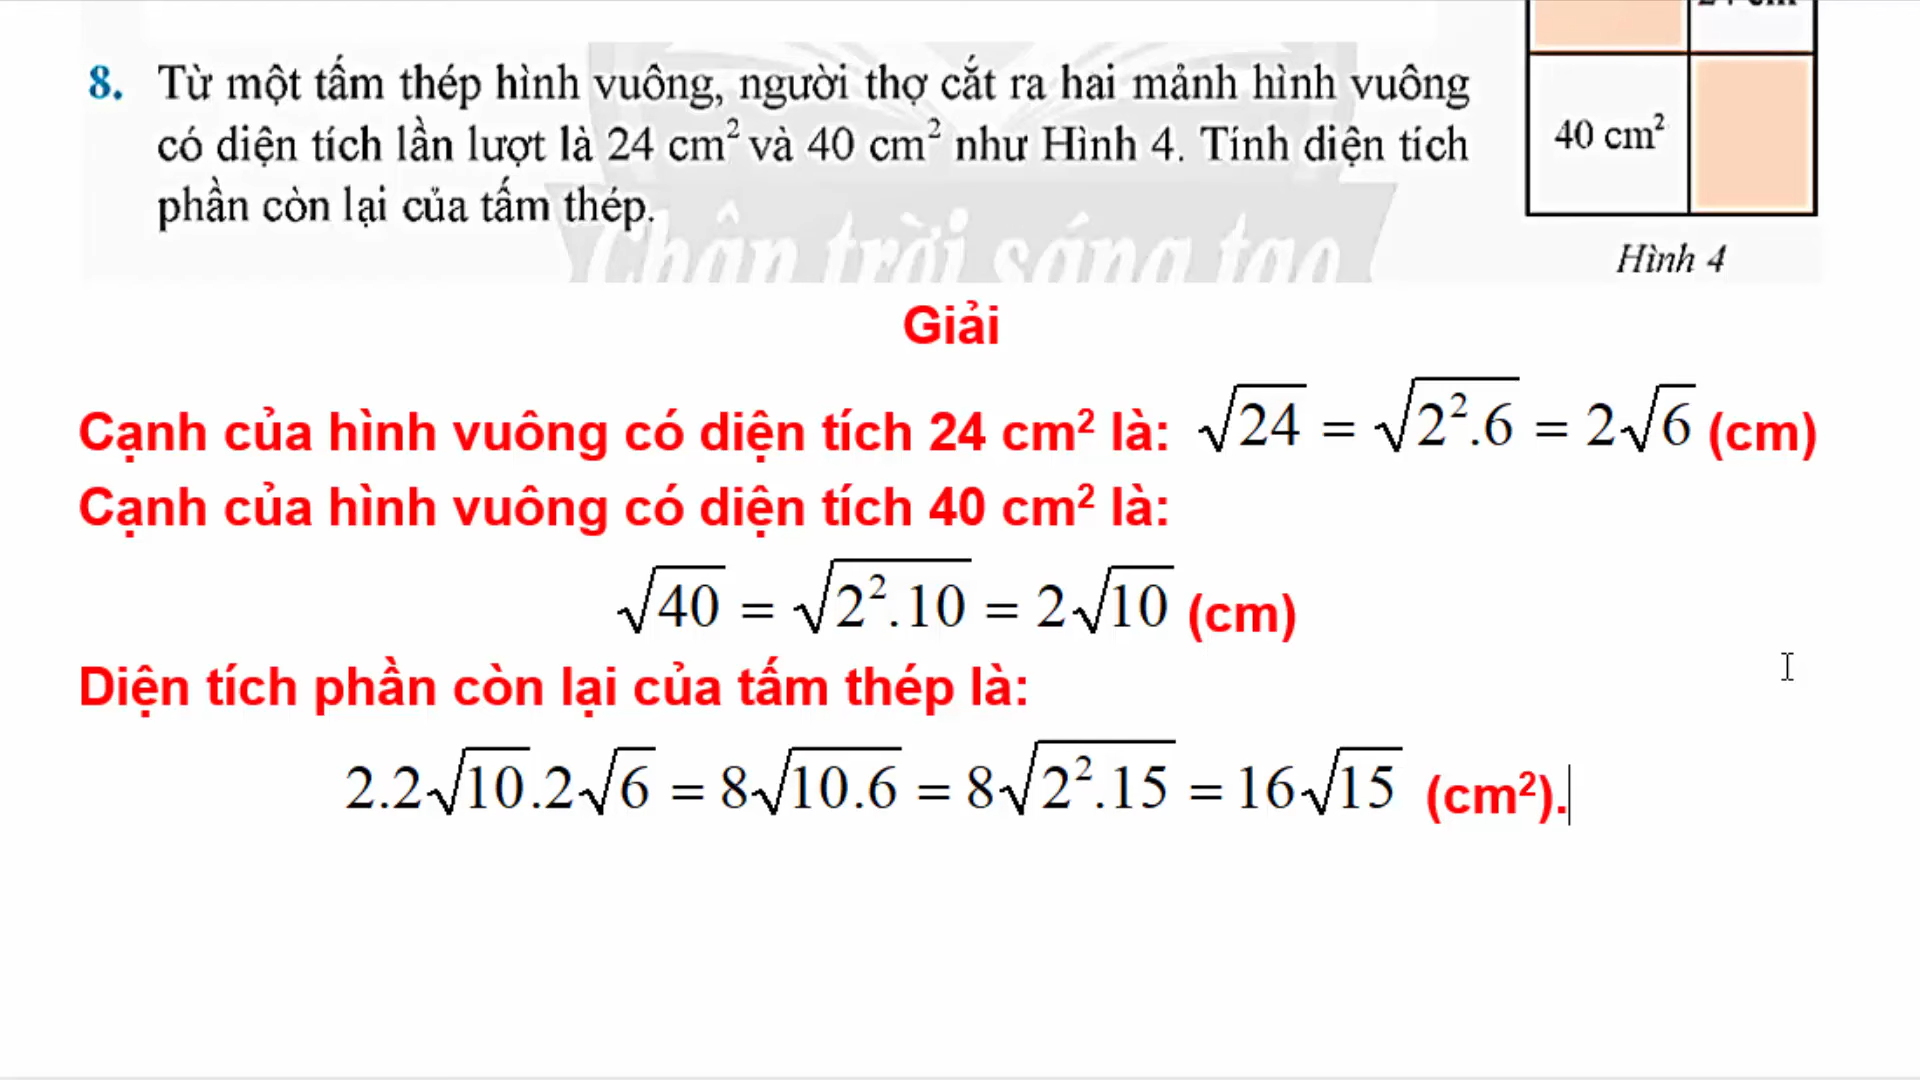 8. Từ một tấm thép hình vuông, người thợ cắt ra hai mảnh hình vuông
có diện tích lần lượt là 24 cm² và 40 cm² như Hình 4. Tính diện tích
phần còn lại của tấm thép.
40 cm²
Hình 4
Chân trời sáng tạo
Giải
Cạnh của hình vuông có diện tích 24 cm² là: √24 = √(2².6) = 2√6 (cm)
Cạnh của hình vuông có diện tích 40 cm² là:
√40 = √(2².10) = 2√10 (cm)
Diện tích phần còn lại của tấm thép là:
2.2√10.2√6 = 8√(10.6) = 8√(2².15) = 16√15 (cm²).